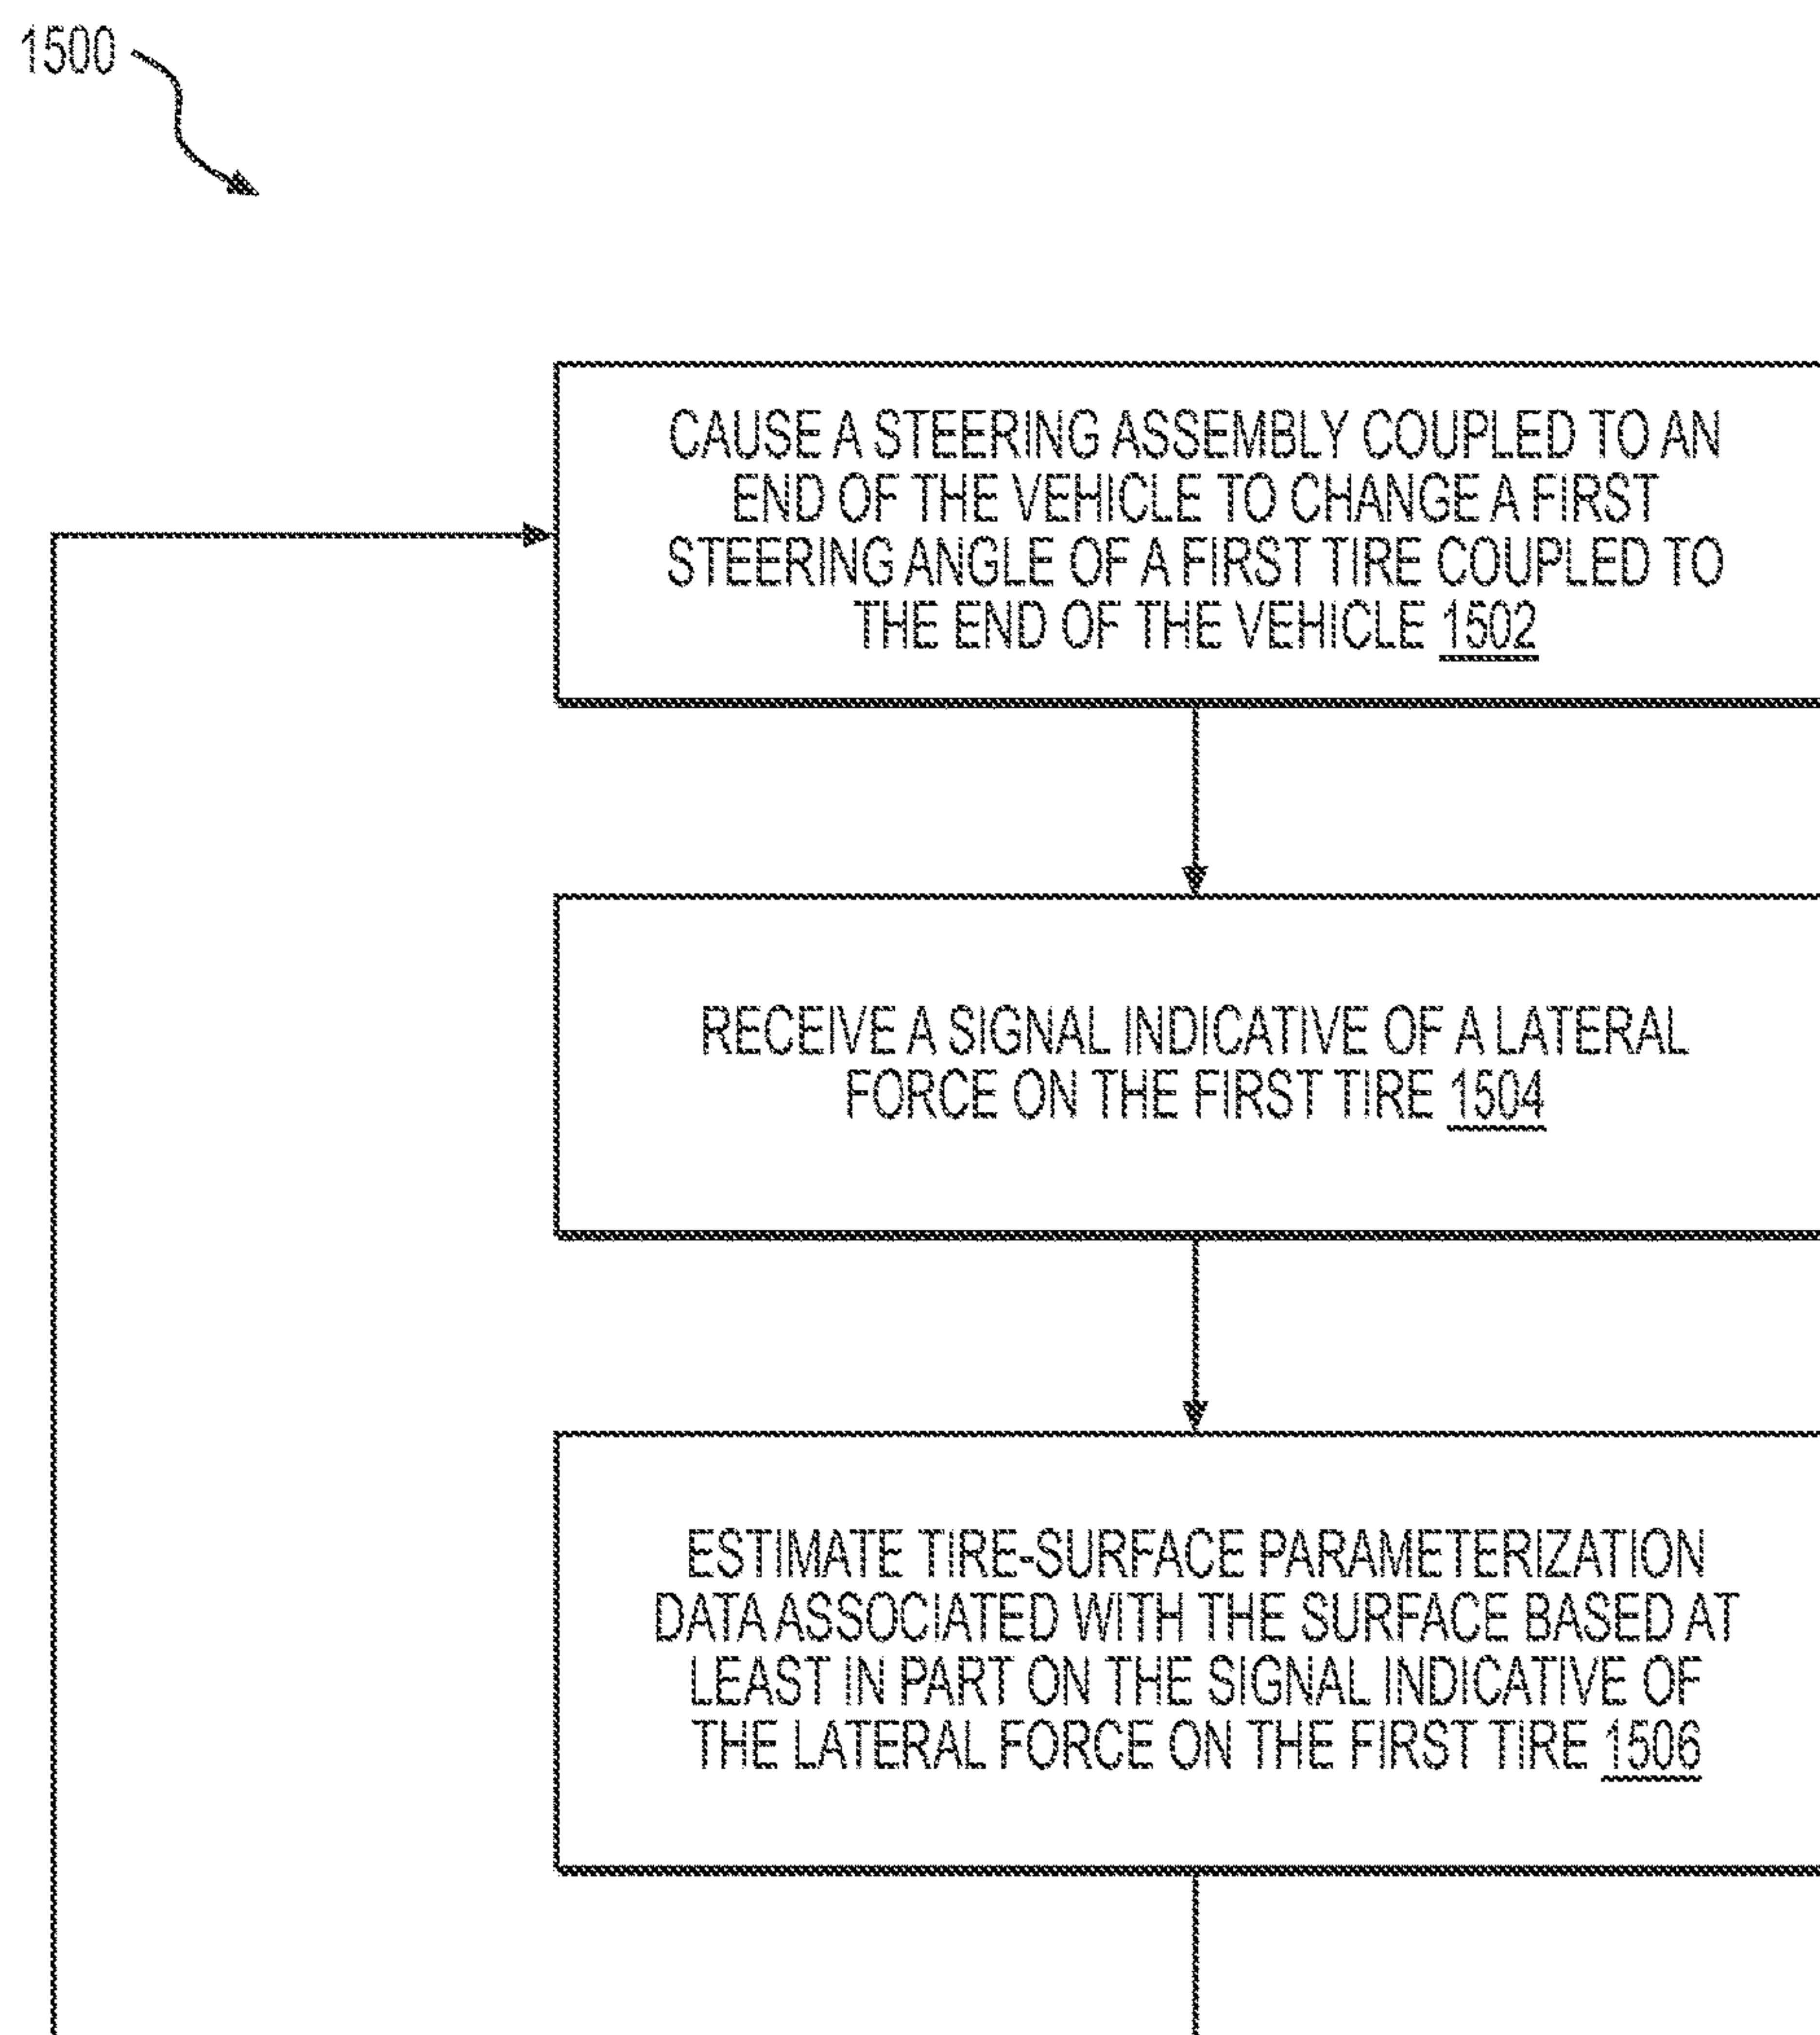 1500
CAUSE A STEERING ASSEMBLY COUPLED TO AN
END OF THE VEHICLE TO CHANGE A FIRST
STEERING ANGLE OF A FIRST TIRE COUPLED TO
THE END OF THE VEHICLE 1502
RECEIVE A SIGNAL INDICATIVE OF A LATERAL
FORCE ON THE FIRST TIRE 1504
ESTIMATE TIRE-SURFACE PARAMETERIZATION
DATA ASSOCIATED WITH THE SURFACE BASED AT
LEAST IN PART ON THE SIGNAL INDICATIVE OF
THE LATERAL FORCE ON THE FIRST TIRE 1506